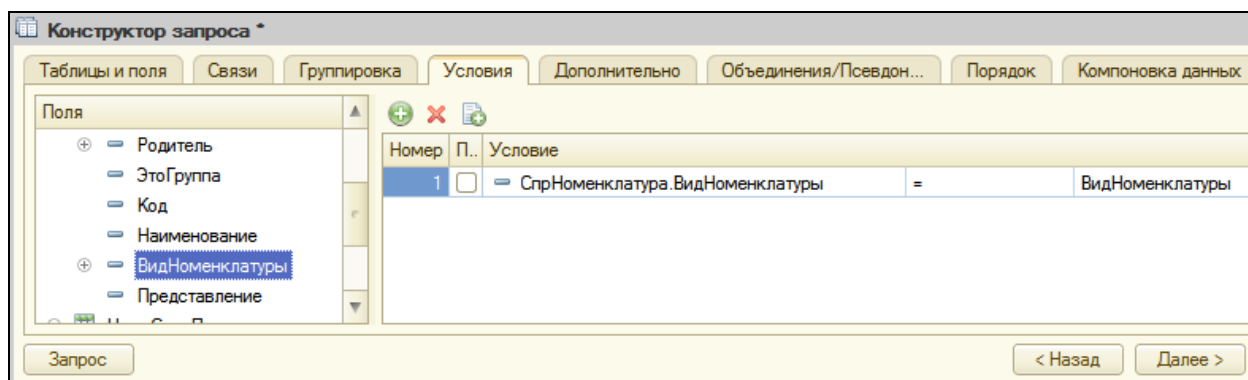 Конструктор запроса *
Таблицы и поля Связи Группировка Условия Дополнительно Объединения/Псевдон... Порядок Компоновка данных
Поля
Родитель
ЭтоГруппа
Код
Наименование
ВидНоменклатуры
Представление
Номер П.. Условие
1 СпрНоменклатура.ВидНоменклатуры = ВидНоменклатуры
Запрос < Назад Далее >